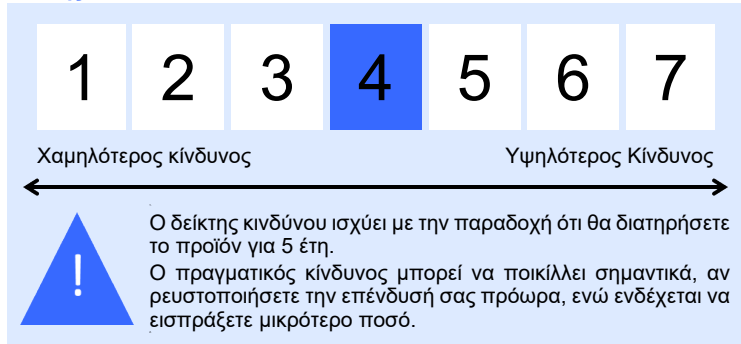 1 2 3 4 5 6 7
Χαμηλότερος κίνδυνος Υψηλότερος Κίνδυνος
Ο δείκτης κινδύνου ισχύει με την παραδοχή ότι θα διατηρήσετε
το προϊόν για 5 έτη.
! Ο πραγματικός κίνδυνος μπορεί να ποικίλλει σημαντικά, αν
ρευστοποιήσετε την επένδυσή σας πρόωρα, ενώ ενδέχεται να
εισπράξετε μικρότερο ποσό.